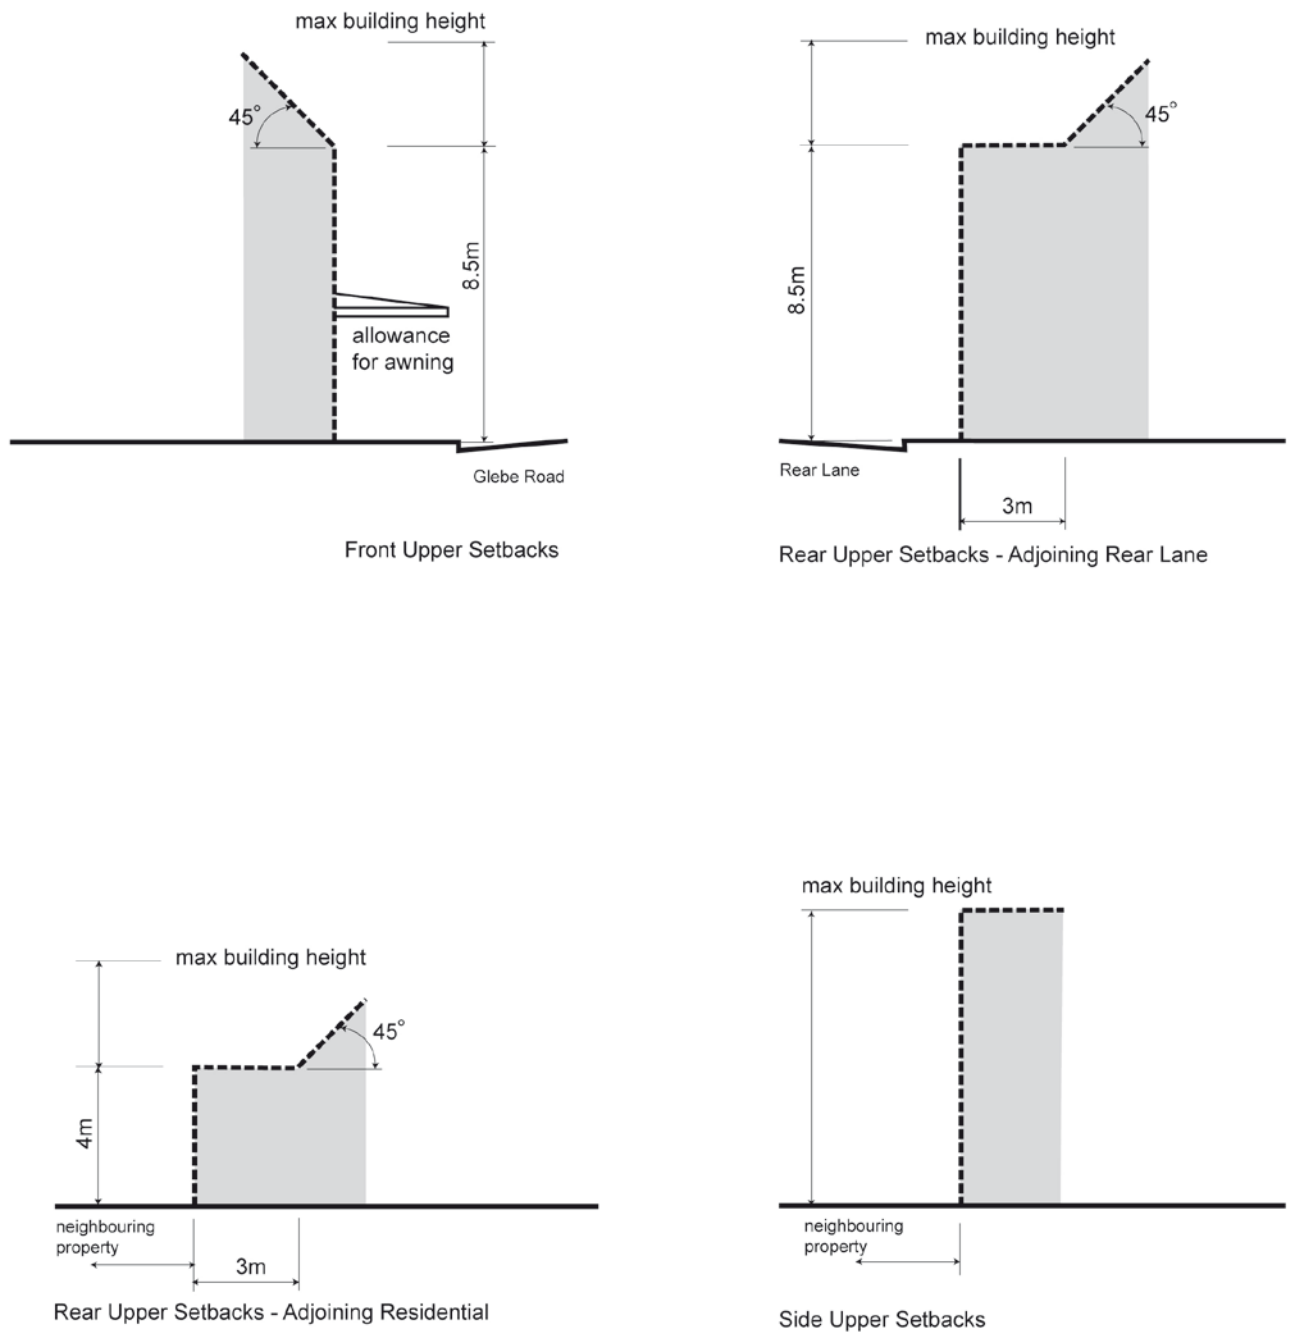 max building height
45°
8.5m
allowance
for awning
Glebe Road
Front Upper Setbacks
max building height
45°
8.5m
Rear Lane
3m
Rear Upper Setbacks - Adjoining Rear Lane
max building height
45°
4m
neighbouring
property
3m
Rear Upper Setbacks - Adjoining Residential
max building height
neighbouring
property
Side Upper Setbacks